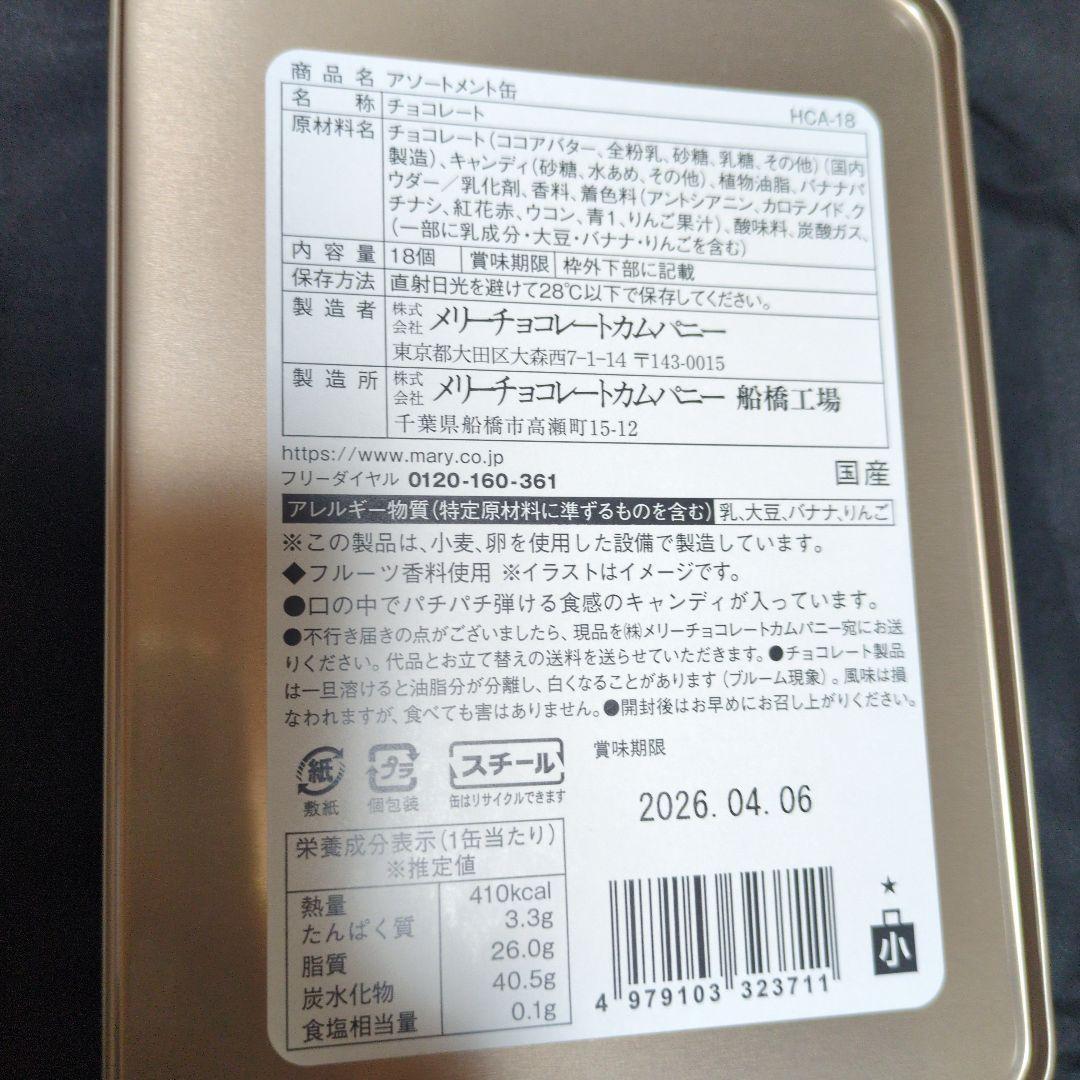 商品名 アソートメント缶 HCA-18
名称 チョコレート
原材料名 チョコレート(ココアバター、全粉乳、砂糖、乳糖、その他)(国内
製造)、キャンディ(砂糖、水あめ、その他)、植物油脂、バナナパ
ウダー／乳化剤、香料、着色料(アントシアニン、カロテノイド、ク
チナシ、紅花赤、ウコン、青1、りんご果汁)、酸味料、炭酸ガス、
(一部に乳成分・大豆・バナナ・りんごを含む)
内容量 18個 賞味期限 枠外下部に記載
保存方法 直射日光を避けて28℃以下で保存してください。
製造者 株式会社 メリーチョコレートカムパニー
東京都大田区大森西7-1-14 〒143-0015
製造所 株式会社 メリーチョコレートカムパニー 船橋工場
千葉県船橋市高瀬町15-12
https://www.mary.co.jp
フリーダイヤル 0120-160-361 国産
アレルギー物質(特定原材料に準ずるものを含む) 乳、大豆、バナナ、りんご
※この製品は、小麦、卵を使用した設備で製造しています。
◆フルーツ香料使用 ※イラストはイメージです。
●口の中でパチパチ弾ける食感のキャンディが入っています。
●不行き届きの点がございましたら、現品を㈱メリーチョコレートカムパニー宛にお送
りください。代品とお立て替えの送料を送らせていただきます。●チョコレート製品
は一旦溶けると油脂分が分離し、白くなることがあります(ブルーム現象)。風味は損
なわれますが、食べても害はありません。●開封後はお早めにお召し上がりください。
紙 プラ スチール
敷紙 個包装 缶はリサイクルできます
賞味期限
2026.04.06
栄養成分表示(1缶当たり)
※推定値
熱量 410kcal
たんぱく質 3.3g
脂質 26.0g
炭水化物 40.5g
食塩相当量 0.1g
4 979103 323711
★
小